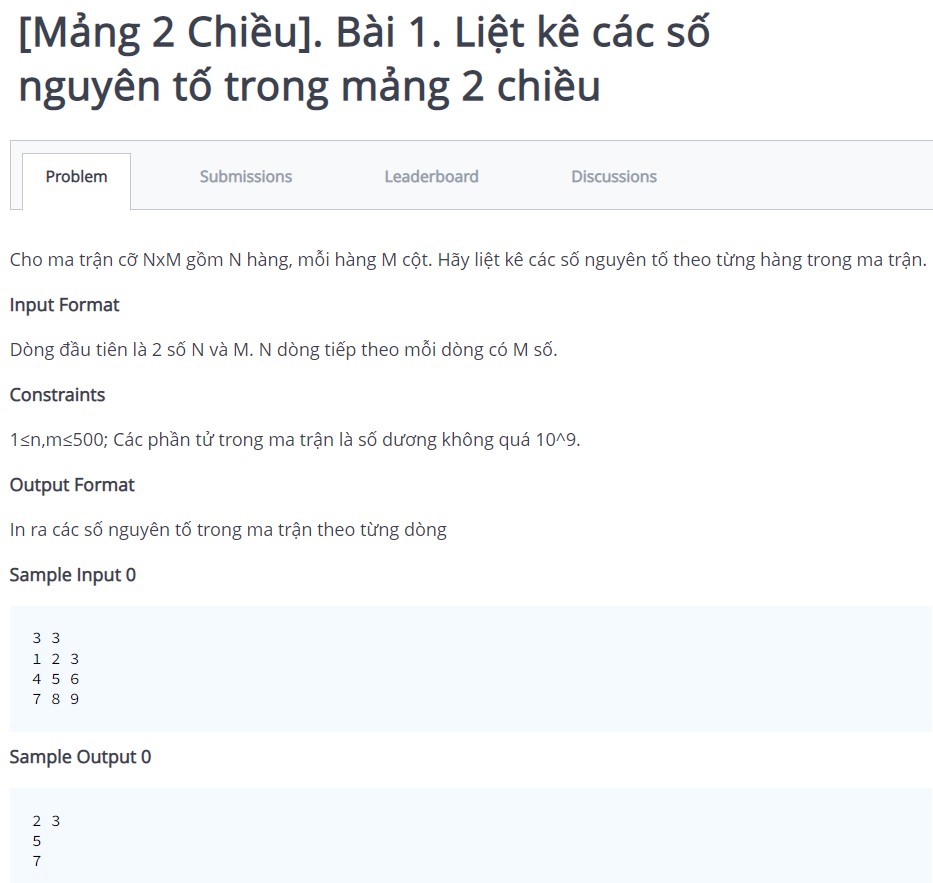 [Mảng 2 Chiều]. Bài 1. Liệt kê các số
nguyên tố trong mảng 2 chiều
Problem
Submissions
Leaderboard
Discussions
Cho ma trận cỡ NxM gồm N hàng, mỗi hàng M cột. Hãy liệt kê các số nguyên tố theo từng hàng trong ma trận.
Input Format
Dòng đầu tiên là 2 số N và M. N dòng tiếp theo mỗi dòng có M số.
Constraints
1≤n,m≤500; Các phần tử trong ma trận là số dương không quá 10^9.
Output Format
In ra các số nguyên tố trong ma trận theo từng dòng
Sample Input 0
3 3
1 2 3
4 5 6
7 8 9
Sample Output 0
2 3
5
7